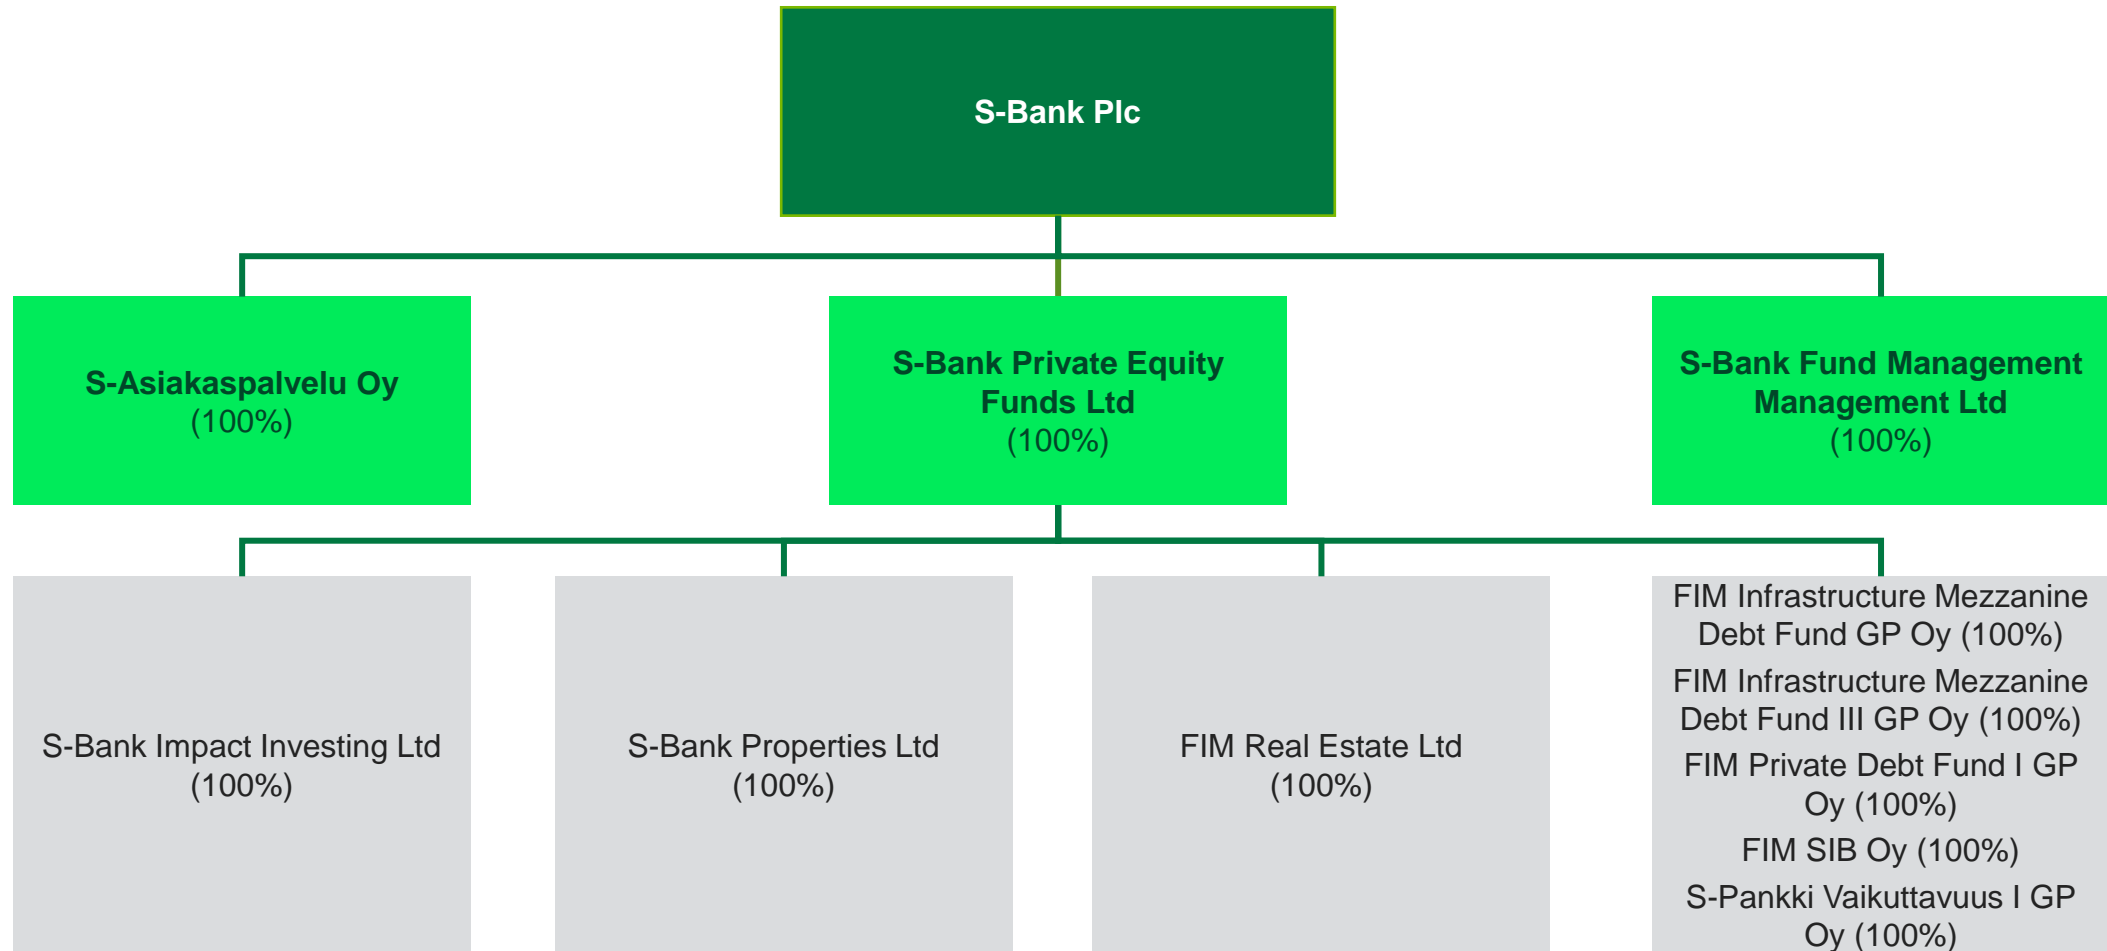 S-Bank Plc
S-Asiakaspalvelu Oy
(100%)
S-Bank Private Equity
Funds Ltd
(100%)
S-Bank Fund Management
Management Ltd
(100%)
S-Bank Impact Investing Ltd
(100%)
S-Bank Properties Ltd
(100%)
FIM Real Estate Ltd
(100%)
FIM Infrastructure Mezzanine
Debt Fund GP Oy (100%)
FIM Infrastructure Mezzanine
Debt Fund III GP Oy (100%)
FIM Private Debt Fund I GP
Oy (100%)
FIM SIB Oy (100%)
S-Pankki Vaikuttavuus I GP
Oy (100%)